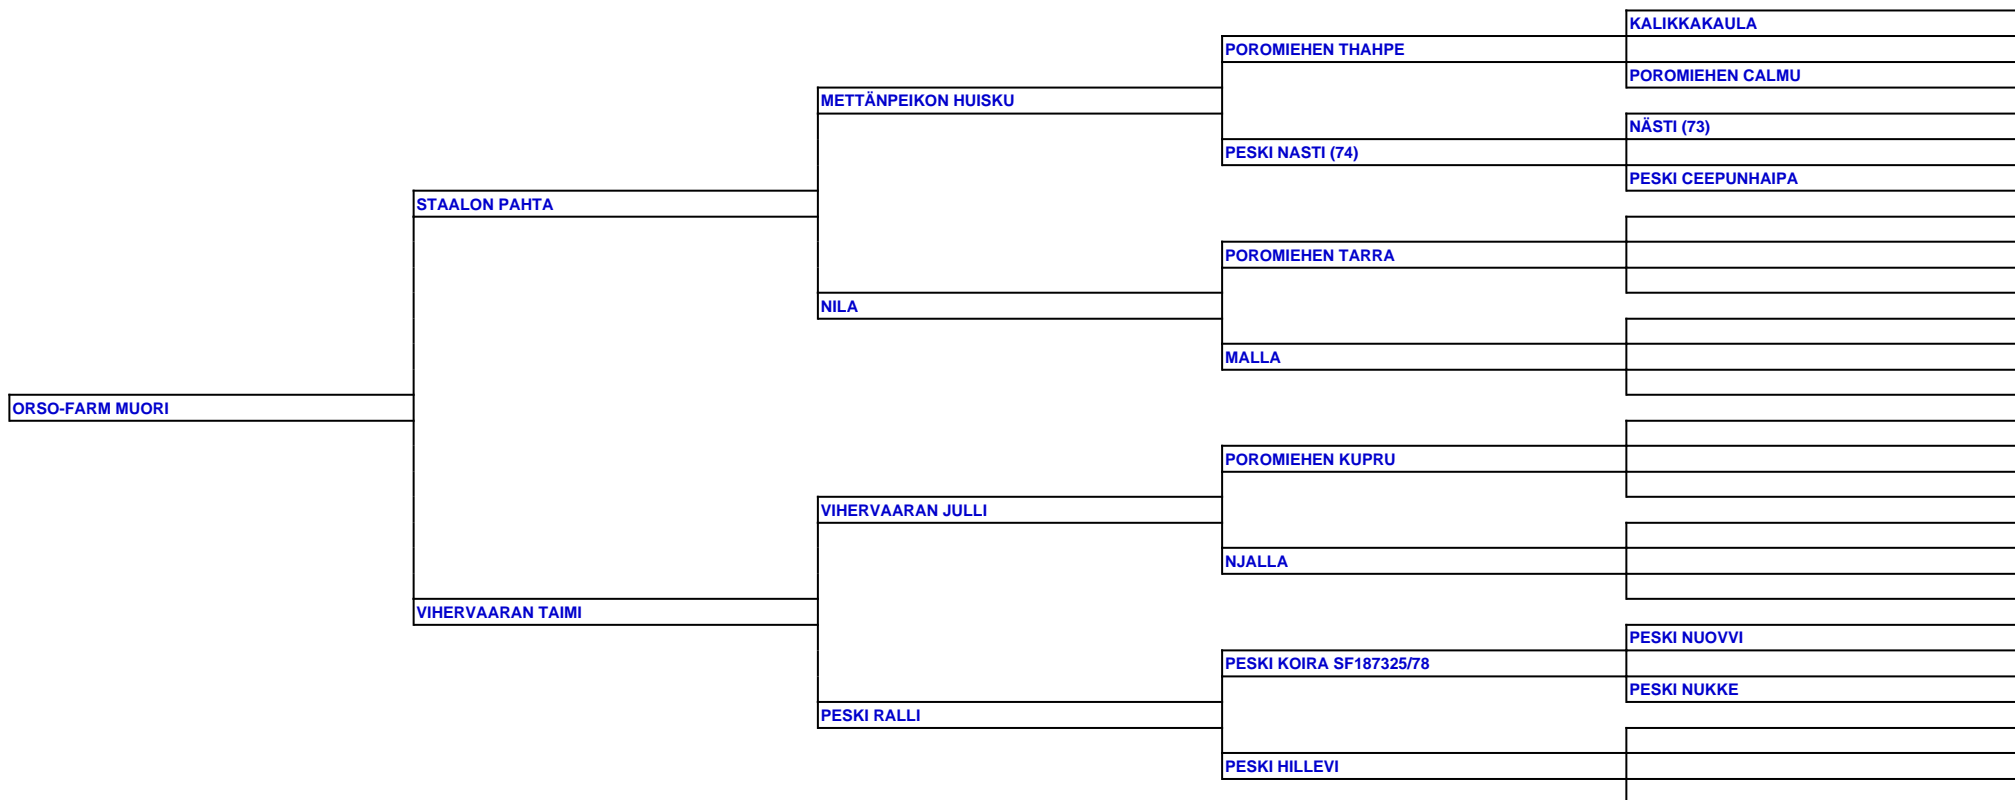 KALIKKAKAULA
POROMIEHEN THAHPE
POROMIEHEN CALMU
METTÄNPEIKON HUISKU
NÄSTI (73)
PESKI NASTI (74)
PESKI CEEPUNHAIPA
STAALON PAHTA
POROMIEHEN TARRA
NILA
MALLA
ORSO-FARM MUORI
POROMIEHEN KUPRU
VIHERVAARAN JULLI
NJALLA
VIHERVAARAN TAIMI
PESKI NUOVVI
PESKI KOIRA SF187325/78
PESKI NUKKE
PESKI RALLI
PESKI HILLEVI